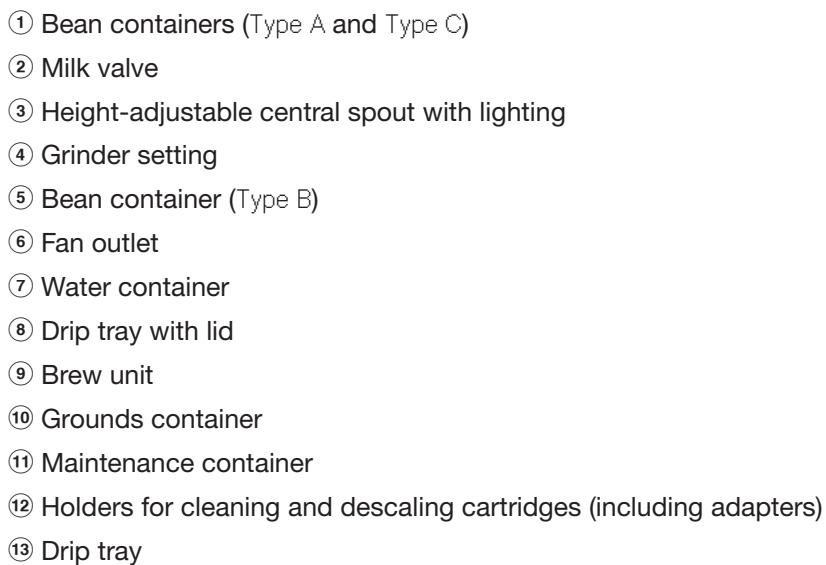 ① Bean containers (Type A and Type C)
② Milk valve
③ Height-adjustable central spout with lighting
④ Grinder setting
⑤ Bean container (Type B)
⑥ Fan outlet
⑦ Water container
⑧ Drip tray with lid
⑨ Brew unit
⑩ Grounds container
⑪ Maintenance container
⑫ Holders for cleaning and descaling cartridges (including adapters)
⑬ Drip tray